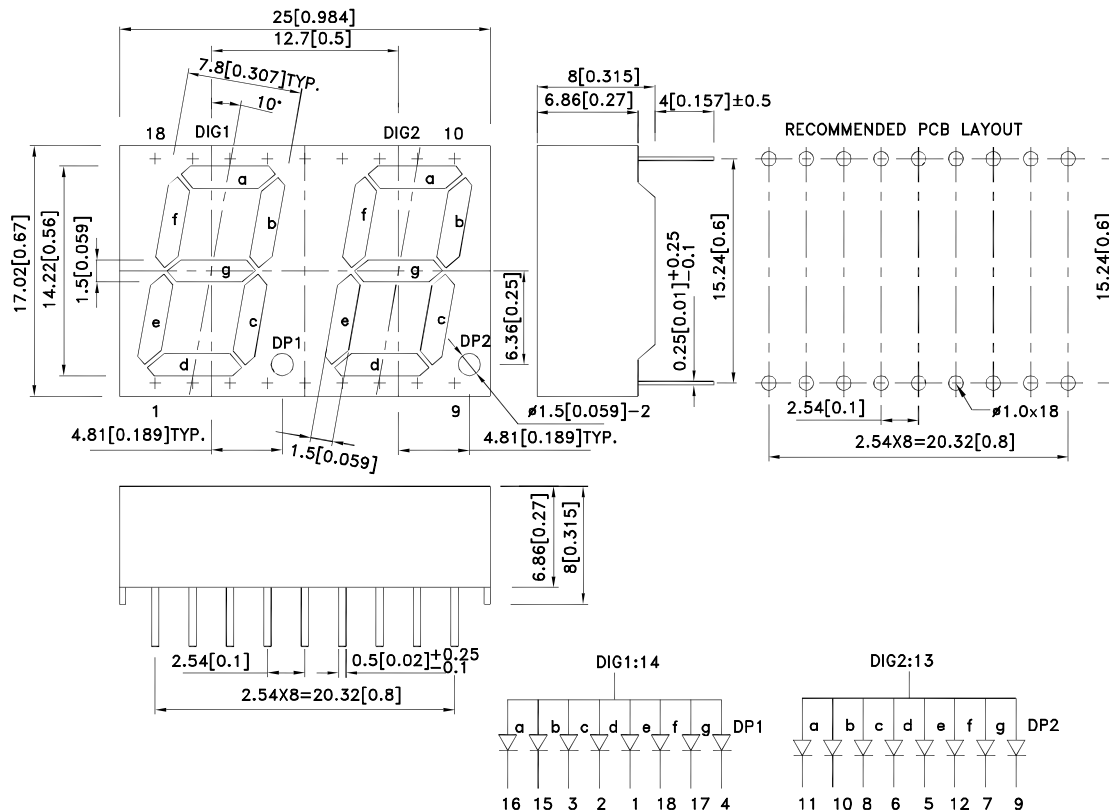 25[0.984]
12.7[0.5]
7.8[0.307]TYP.
10°
18 DIG1 DIG2 10
a a
f b f b
g g
e c e c
d d
DP1 DP2
1 9
17.02[0.67]
14.22[0.56]
1.5[0.059]
6.36[0.25]
ø1.5[0.059]-2
4.81[0.189]TYP.
1.5[0.059]
4.81[0.189]TYP.
8[0.315]
6.86[0.27]
4[0.157]±0.5
0.25[0.01]+0.25
-0.1
15.24[0.6]
RECOMMENDED PCB LAYOUT
15.24[0.6]
2.54[0.1]
ø1.0x18
2.54X8=20.32[0.8]
6.86[0.27]
8[0.315]
2.54[0.1]
0.5[0.02]+0.25
-0.1
2.54X8=20.32[0.8]
DIG1:14
a b c d e f g DP1
16 15 3 2 1 18 17 4
DIG2:13
a b c d e f g DP2
11 10 8 6 5 12 7 9